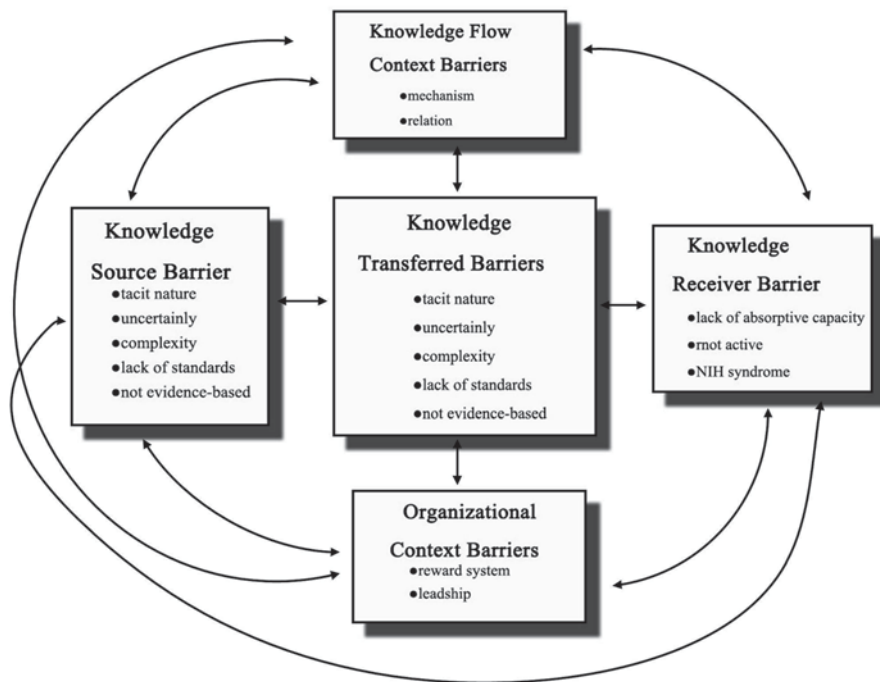 Knowledge Flow
Context Barriers
●mechanism
●relation
Knowledge
Source Barrier
●tacit nature
●uncertainly
●complexity
●lack of standards
●not evidence-based
Knowledge
Transferred Barriers
●tacit nature
●uncertainly
●complexity
●lack of standards
●not evidence-based
Knowledge
Receiver Barrier
●lack of absorptive capacity
●rnot active
●NIH syndrome
Organizational
Context Barriers
●reward system
●leadship